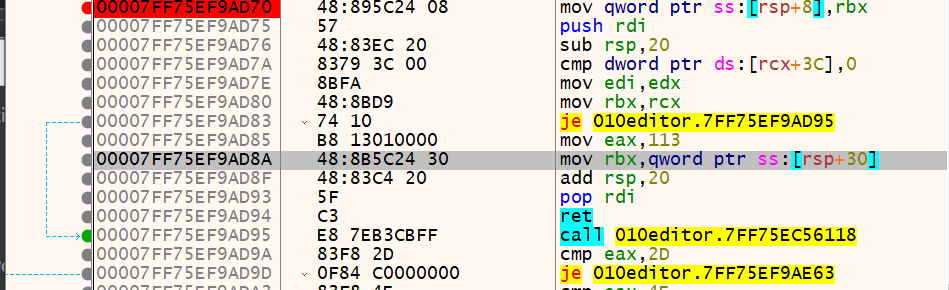 00007FF75EF9AD70 48:895C24 08 mov qword ptr ss:[rsp+8],rbx
00007FF75EF9AD75 57 push rdi
00007FF75EF9AD76 48:83EC 20 sub rsp,20
00007FF75EF9AD7A 8379 3C 00 cmp dword ptr ds:[rcx+3C],0
00007FF75EF9AD7E 8BFA mov edi,edx
00007FF75EF9AD80 48:8BD9 mov rbx,rcx
00007FF75EF9AD83 74 10 je 010editor.7FF75EF9AD95
00007FF75EF9AD85 B8 13010000 mov eax,113
00007FF75EF9AD8A 48:8B5C24 30 mov rbx,qword ptr ss:[rsp+30]
00007FF75EF9AD8F 48:83C4 20 add rsp,20
00007FF75EF9AD93 5F pop rdi
00007FF75EF9AD94 C3 ret
00007FF75EF9AD95 E8 7EB3CBFF call 010editor.7FF75EC56118
00007FF75EF9AD9A 83F8 2D cmp eax,2D
00007FF75EF9AD9D 0F84 C0000000 je 010editor.7FF75EF9AE63